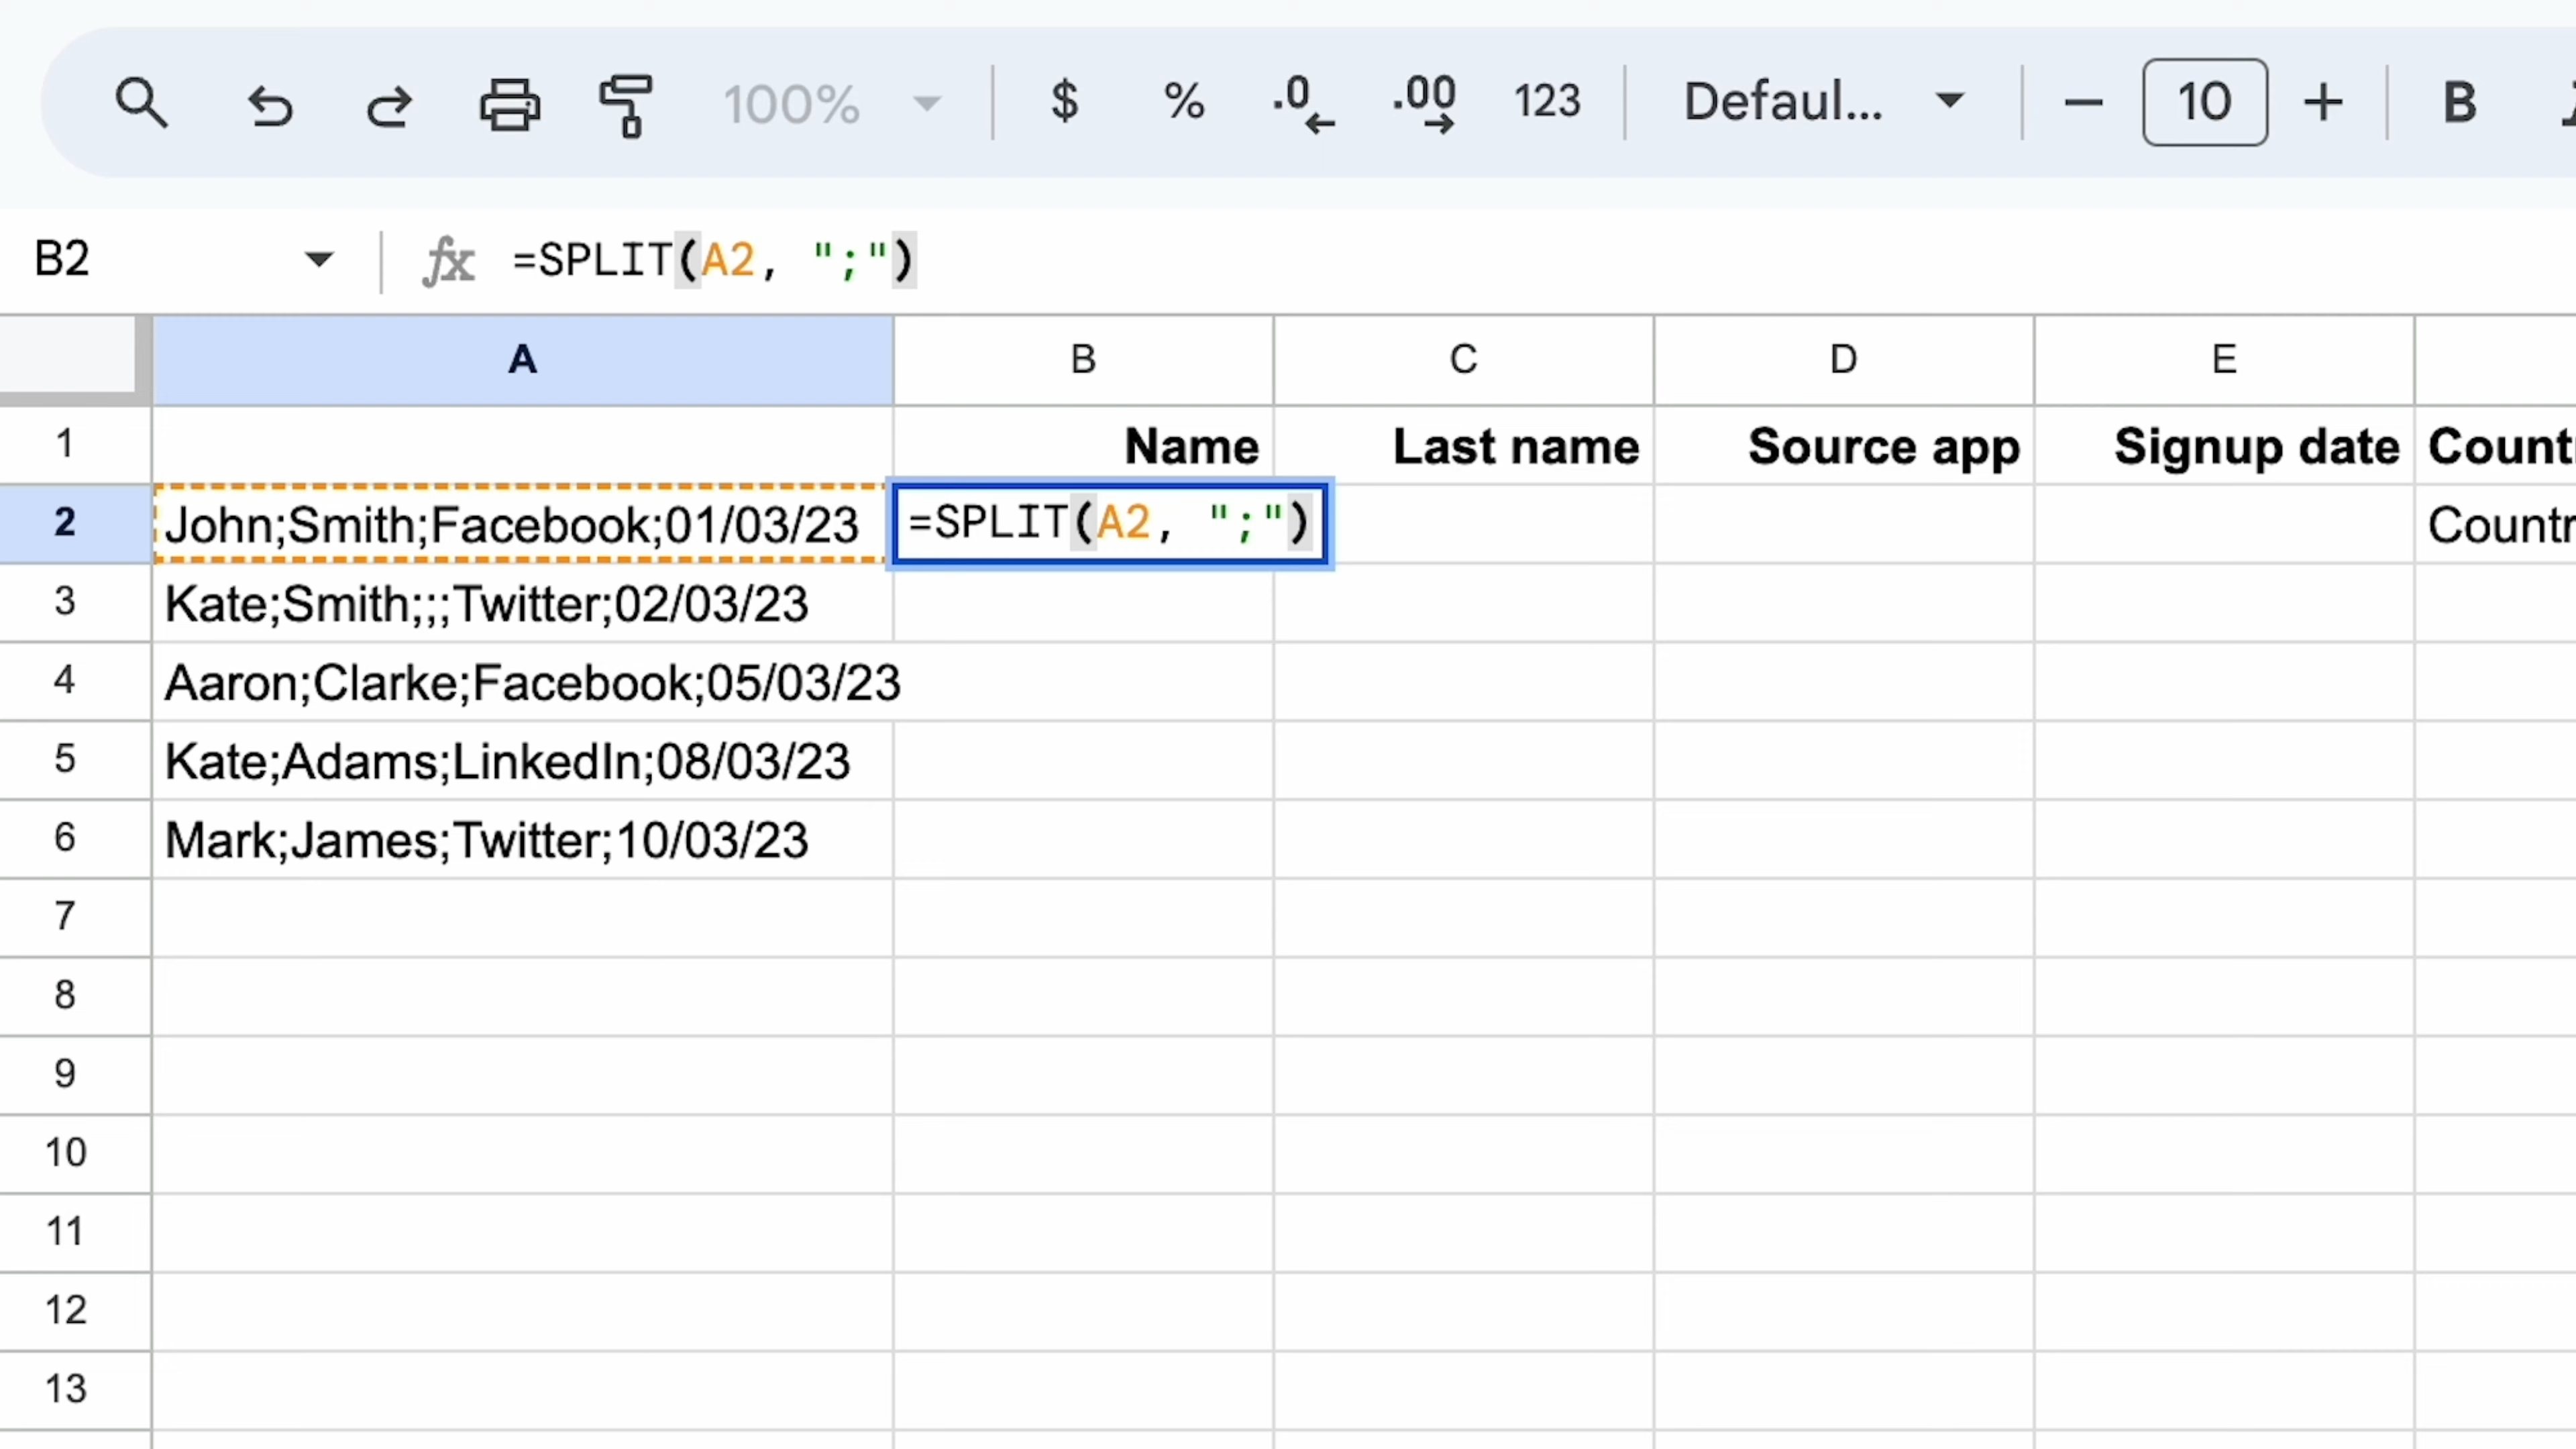 100% $ % .0 .00 123 Defaul... 10 B
B2 fx =SPLIT(A2, ";")
A B C D E
1 Name Last name Source app Signup date Count
2 John;Smith;Facebook;01/03/23 =SPLIT(A2, ";") Countr
3 Kate;Smith;;;Twitter;02/03/23
4 Aaron;Clarke;Facebook;05/03/23
5 Kate;Adams;LinkedIn;08/03/23
6 Mark;James;Twitter;10/03/23
7
8
9
10
11
12
13